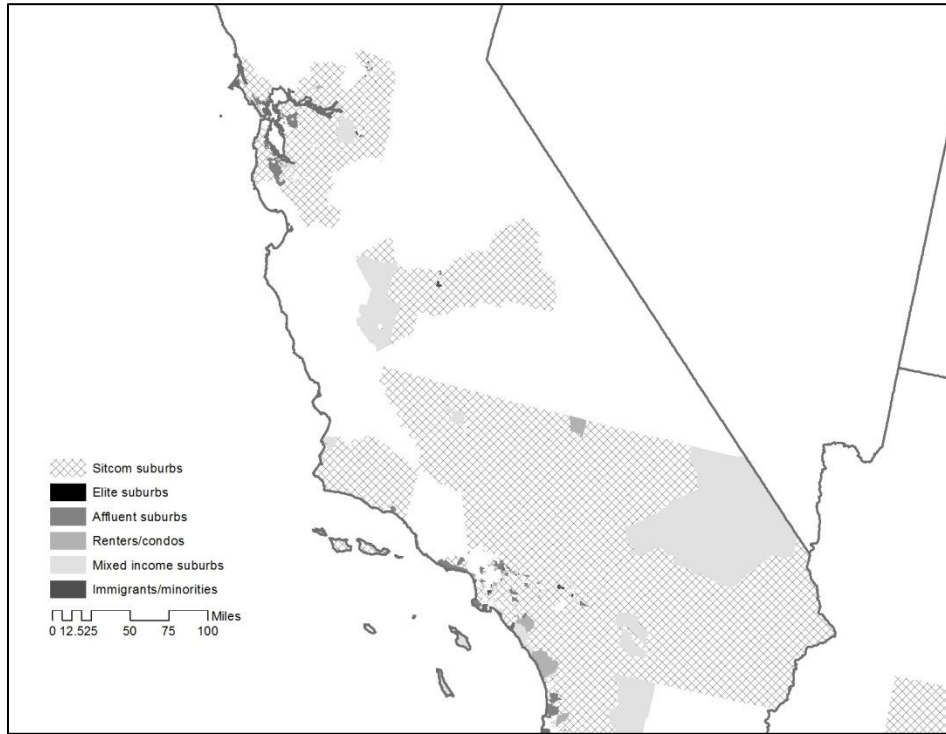 Sitcom suburbs
Elite suburbs
Affluent suburbs
Renters/condos
Mixed income suburbs
Immigrants/minorities
Miles
0 12.525 50 75 100